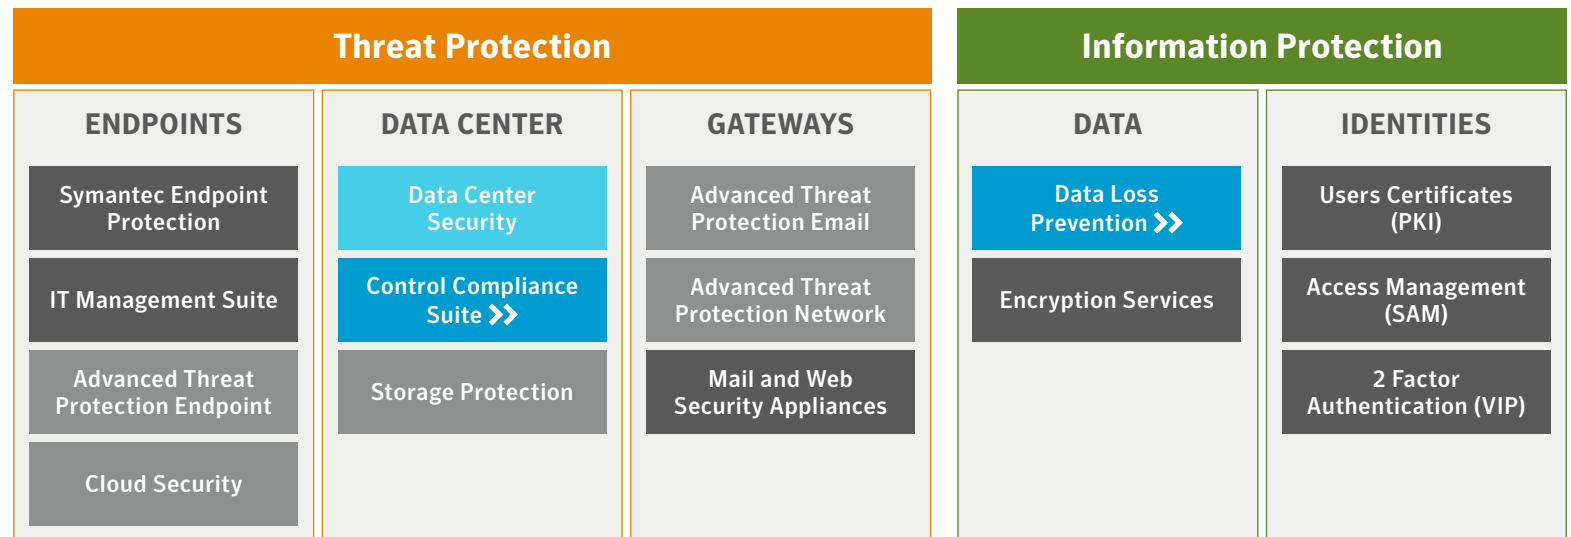 Threat Protection
ENDPOINTS
Symantec Endpoint
Protection
IT Management Suite
Advanced Threat
Protection Endpoint
Cloud Security
DATA CENTER
Data Center
Security
Control Compliance
Suite
Storage Protection
GATEWAYS
Advanced Threat
Protection Email
Advanced Threat
Protection Network
Mail and Web
Security Appliances
Information Protection
DATA
Data Loss
Prevention
Encryption Services
IDENTITIES
Users Certificates
(PKI)
Access Management
(SAM)
2 Factor
Authentication (VIP)